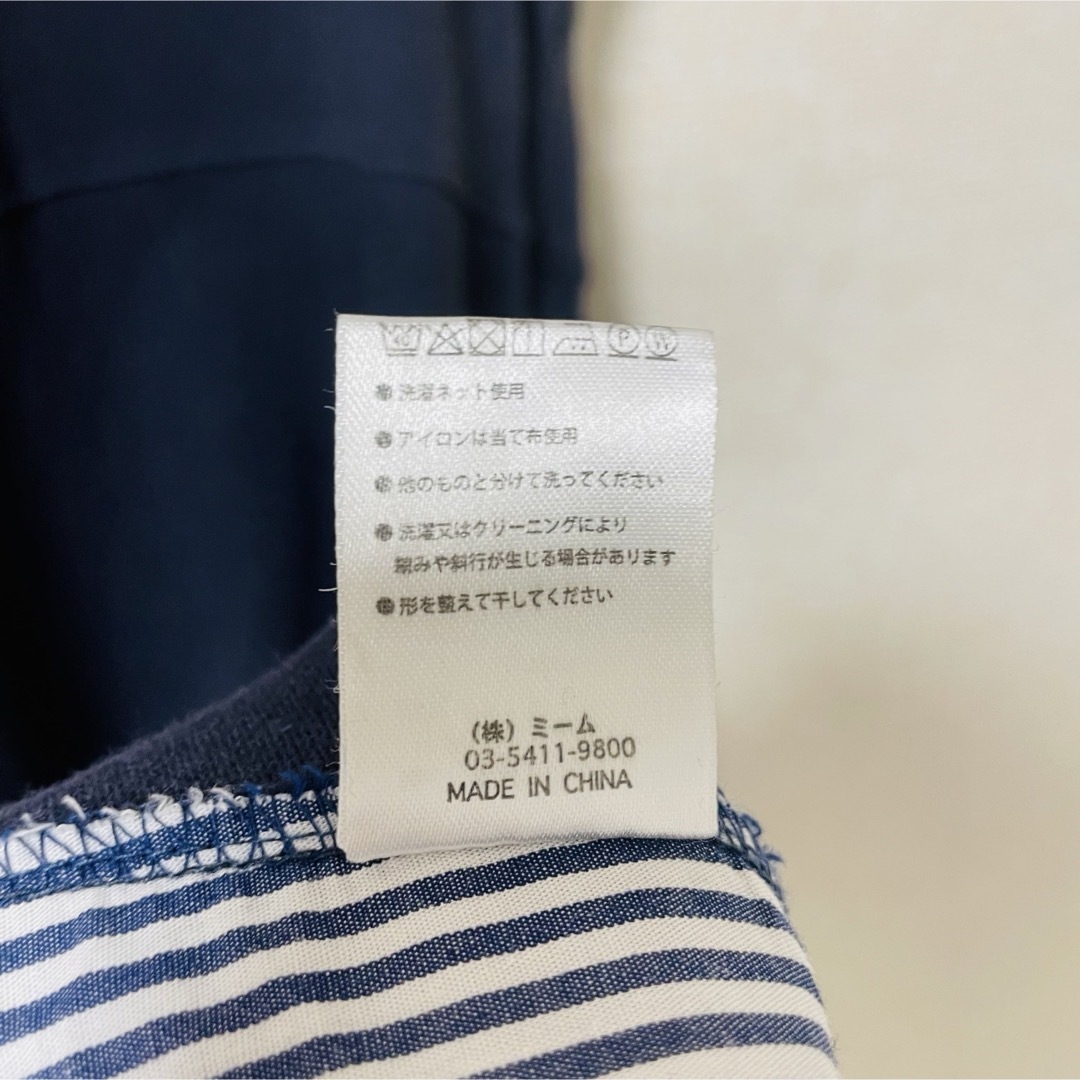 40 P W
● 洗濯ネット使用
● アイロンは当て布使用
● 他のものと分けて洗ってください
● 洗濯又はクリーニングにより
縮みや斜行が生じる場合があります
● 形を整えて干してください
(株) ミーム
03-5411-9800
MADE IN CHINA